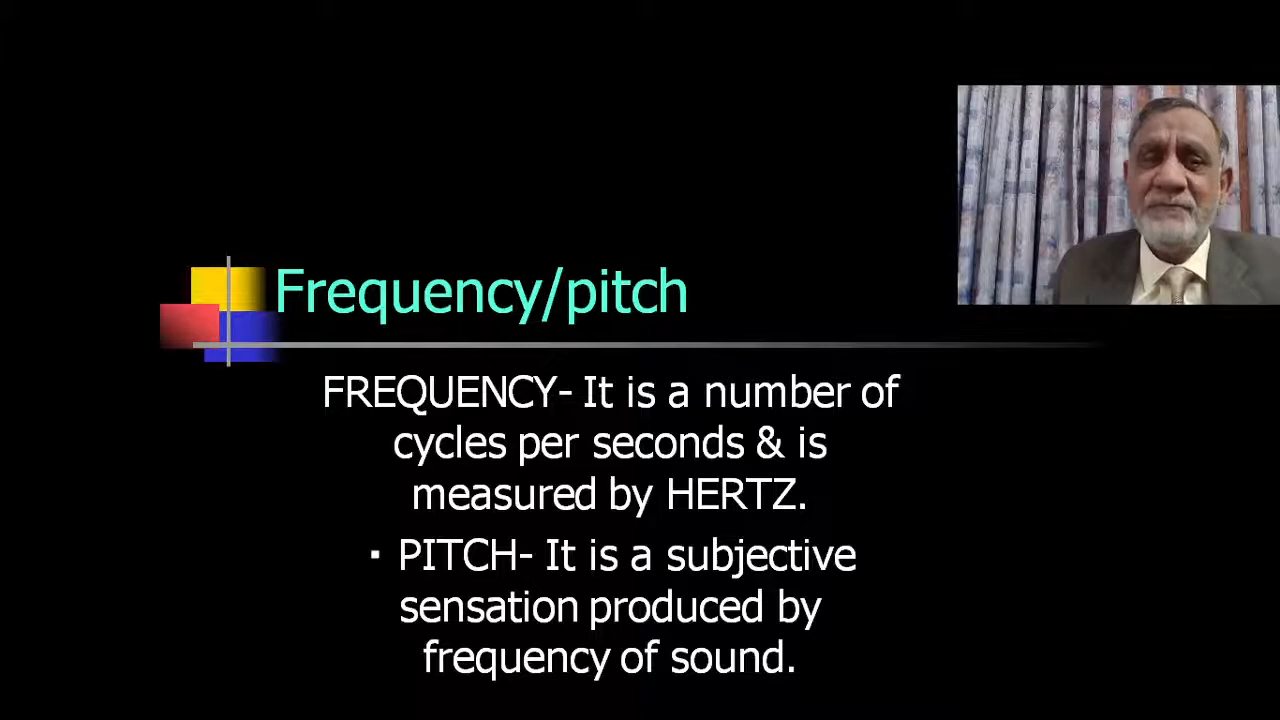 Frequency/pitch
FREQUENCY- It is a number of
cycles per seconds & is
measured by HERTZ.
▪ PITCH- It is a subjective
sensation produced by
frequency of sound.